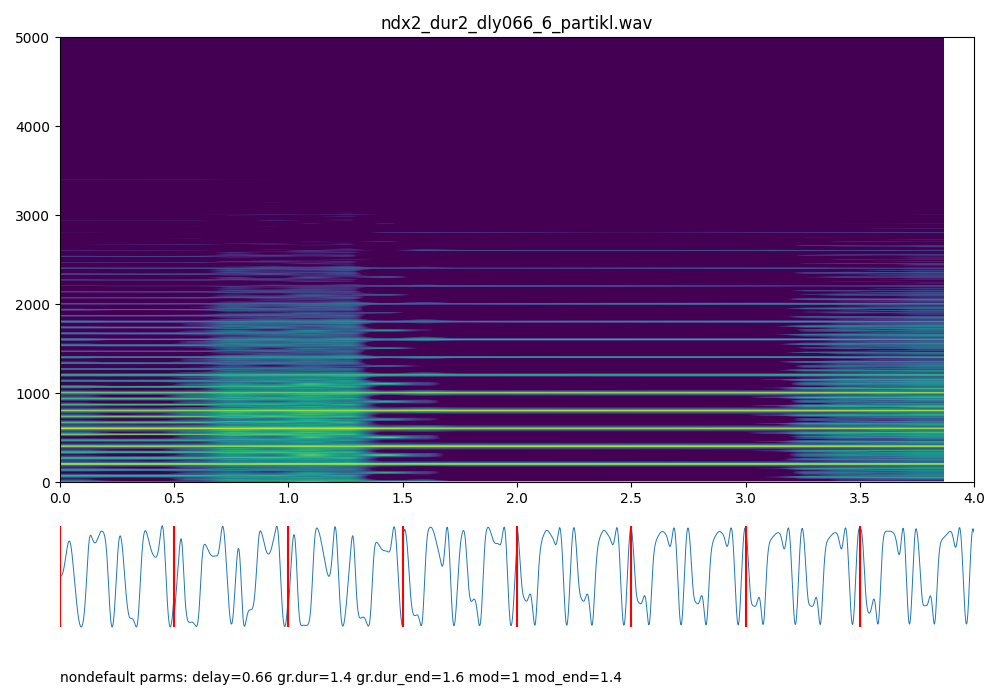 ndx2_dur2_dly066_6_partikl.wav
5000
4000
3000
2000
1000
0
0.0 0.5 1.0 1.5 2.0 2.5 3.0 3.5 4.0
nondefault parms: delay=0.66 gr.dur=1.4 gr.dur_end=1.6 mod=1 mod_end=1.4